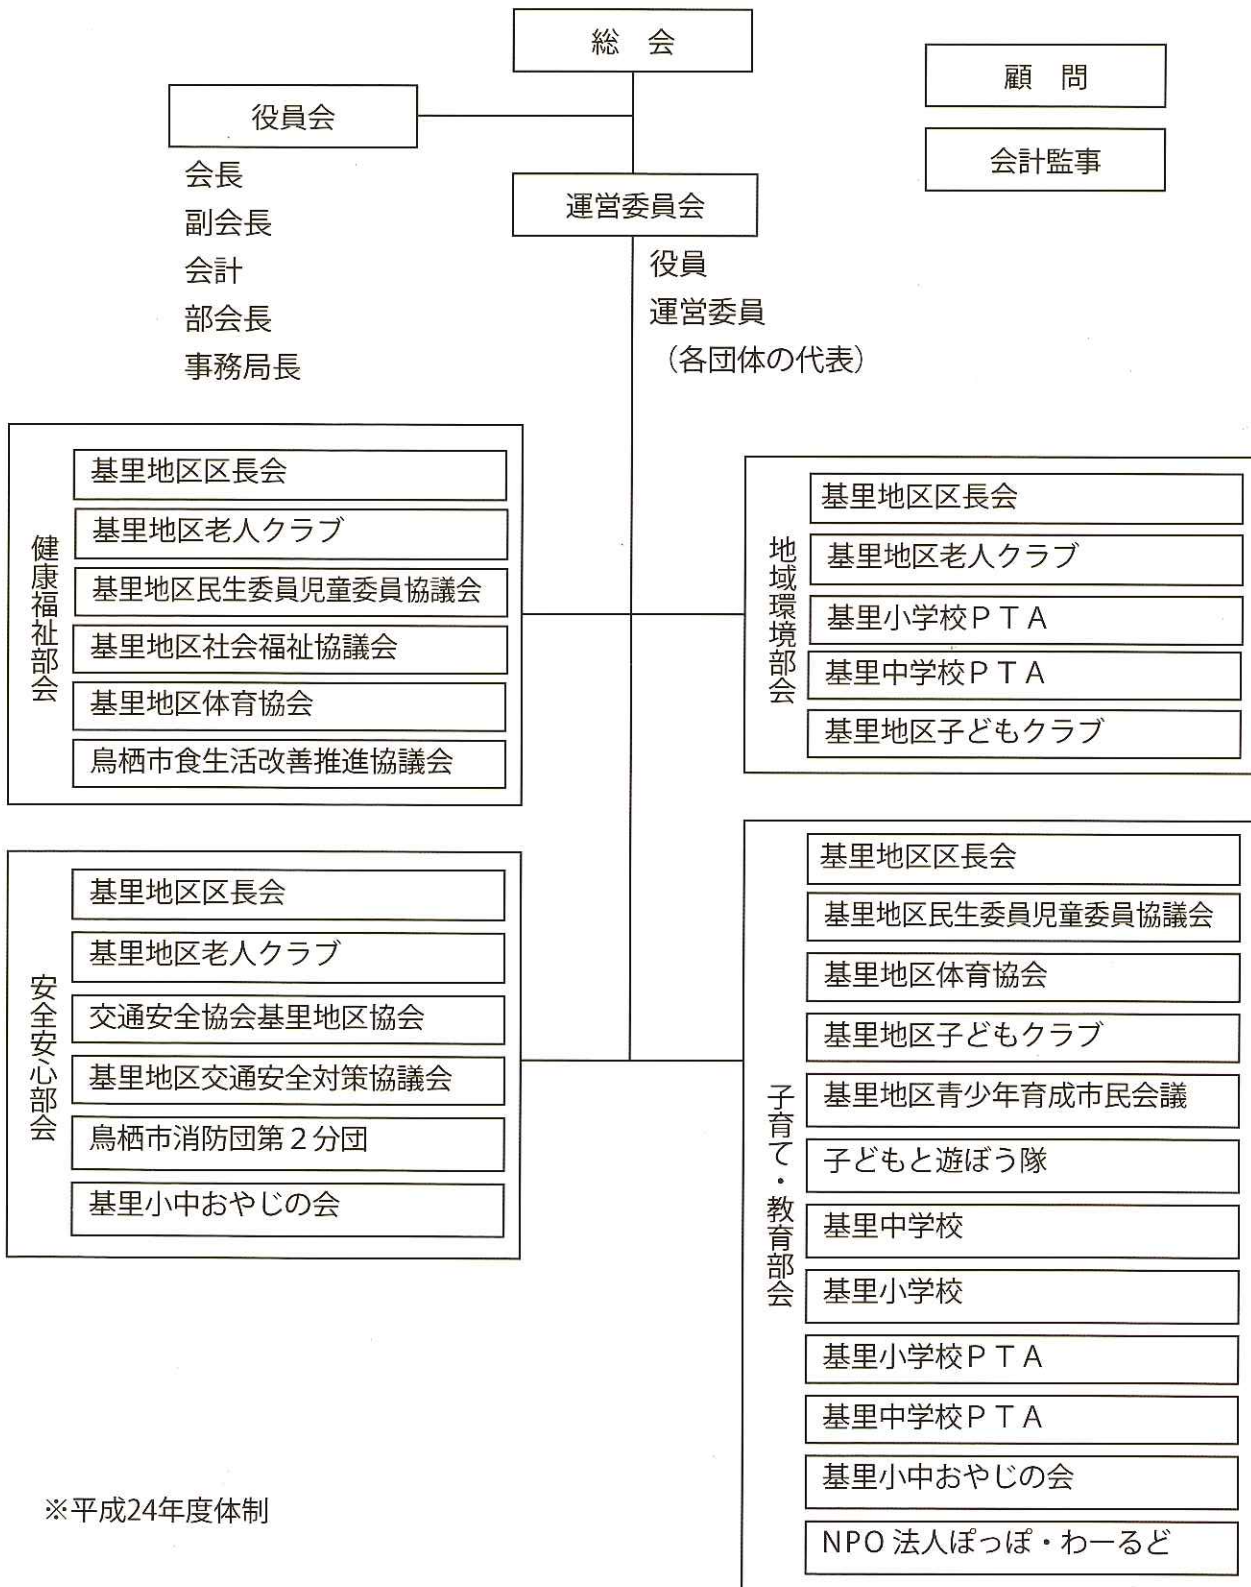 総　会
顧　問
役員会
会計監事
会長
副会長
会計
部会長
事務局長
運営委員会
役員
運営委員
（各団体の代表）
健康福祉部会
基里地区区長会
基里地区老人クラブ
基里地区民生委員児童委員協議会
基里地区社会福祉協議会
基里地区体育協会
鳥栖市食生活改善推進協議会
地域環境部会
基里地区区長会
基里地区老人クラブ
基里小学校ＰＴＡ
基里中学校ＰＴＡ
基里地区子どもクラブ
安全安心部会
基里地区区長会
基里地区老人クラブ
交通安全協会基里地区協会
基里地区交通安全対策協議会
鳥栖市消防団第２分団
基里小中おやじの会
子育て・教育部会
基里地区区長会
基里地区民生委員児童委員協議会
基里地区体育協会
基里地区子どもクラブ
基里地区青少年育成市民会議
子どもと遊ぼう隊
基里中学校
基里小学校
基里小学校ＰＴＡ
基里中学校ＰＴＡ
基里小中おやじの会
NPO 法人ぽっぽ・わーるど
※平成24年度体制